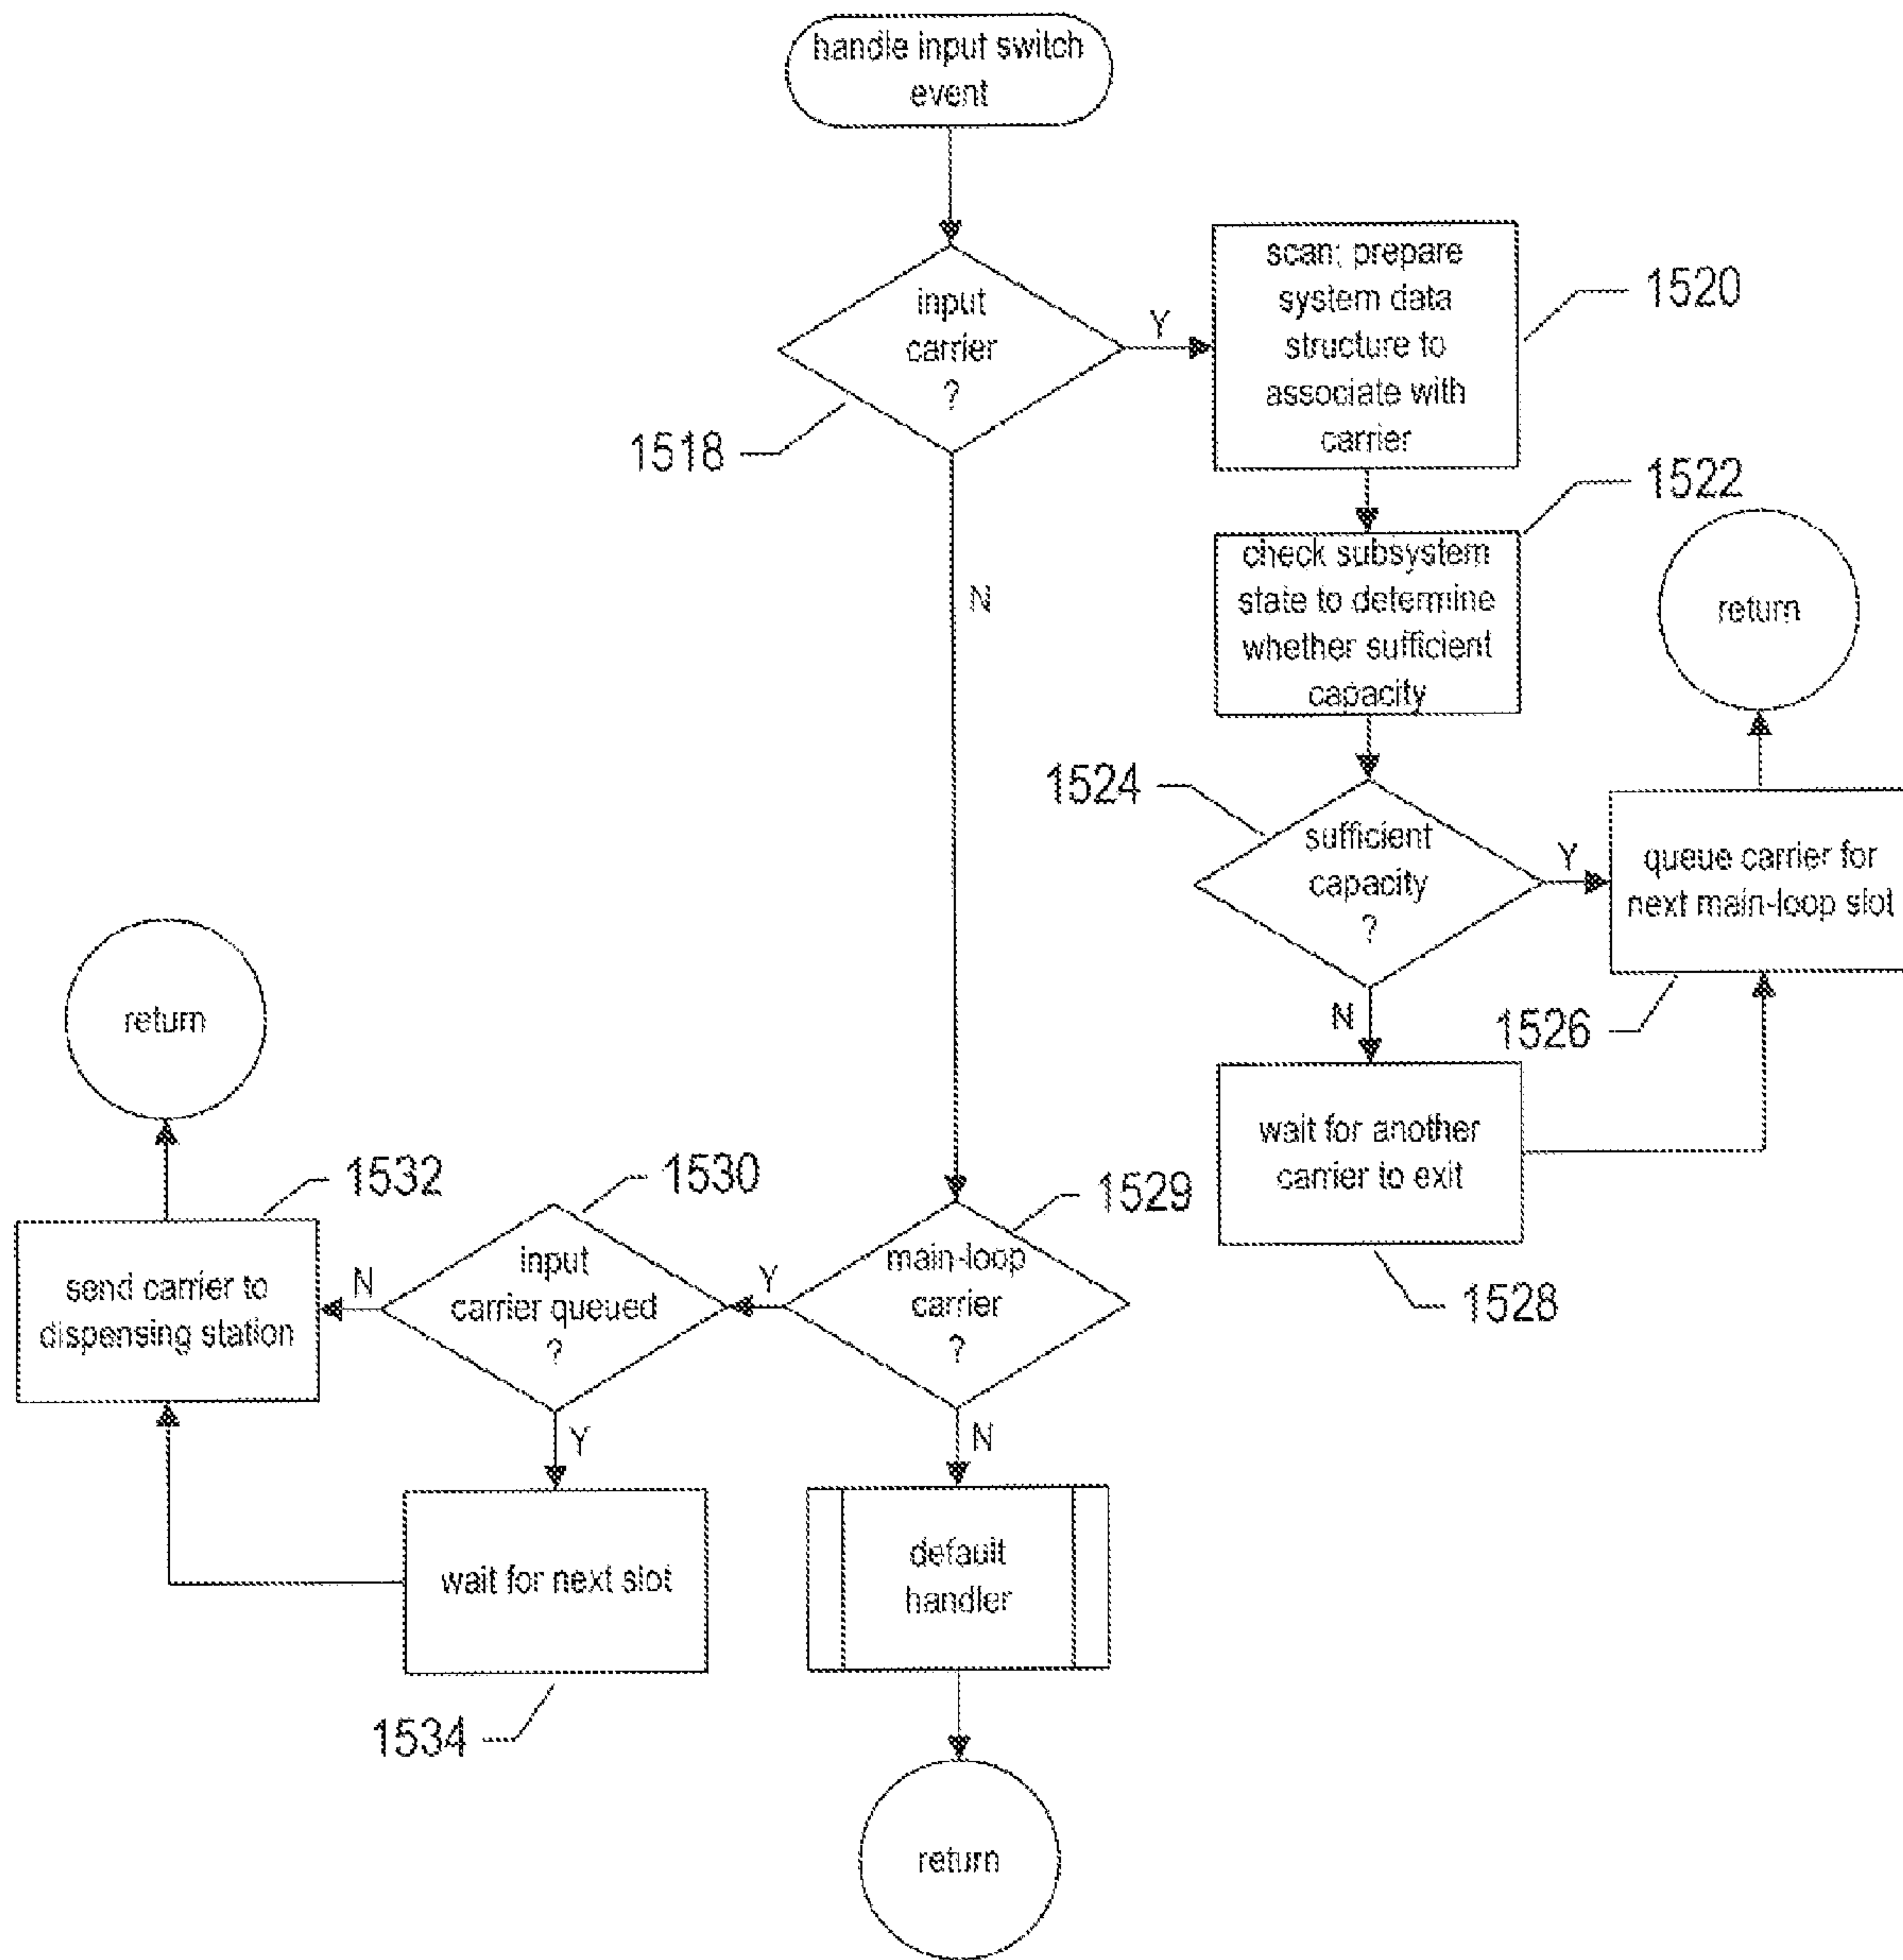 handle input switch
event
input
carrier
?
1518
Y
N
scan; prepare
system data
structure to
associate with
carrier
1520
check subsystem
state to determine
whether sufficient
capacity
1522
sufficient
capacity
?
1524
Y
N
queue carrier for
next main-loop slot
1526
return
wait for another
carrier to exit
1528
main-loop
carrier
?
1529
Y
N
input
carrier queued
?
1530
N
Y
send carrier to
dispensing station
1532
return
wait for next slot
1534
default
handler
return